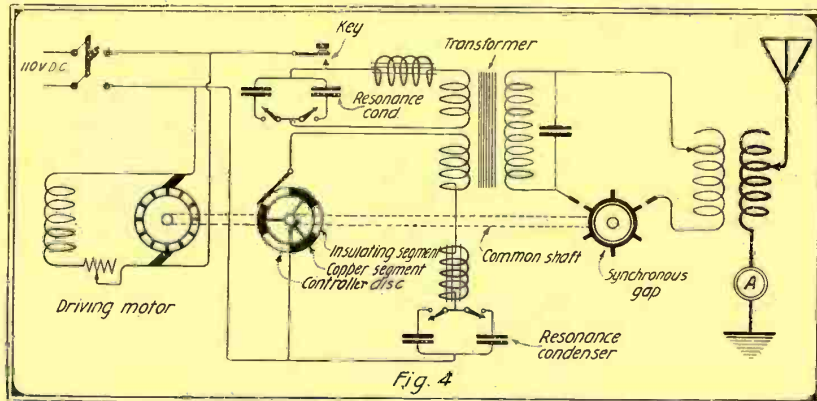 Key
Transformer
110V D.C.
Resonance
cond.
Insulating segment
Copper segment
Controller disc
Common shaft
Synchronous
gap
A
Driving motor
Resonance
condenser
Fig. 4